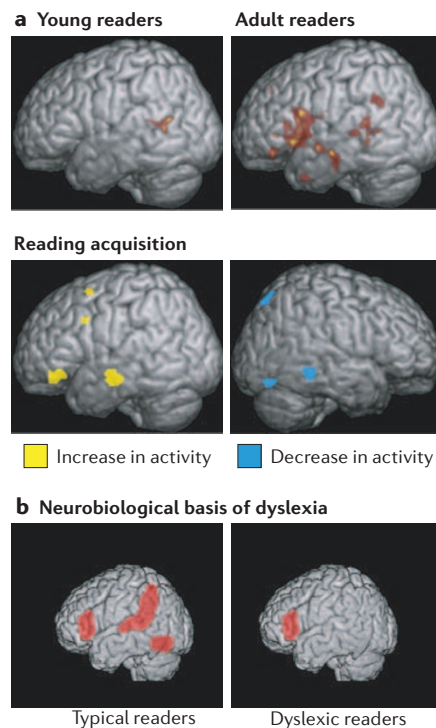 a Young readers
Adult readers
Reading acquisition
Increase in activity
Decrease in activity
b Neurobiological basis of dyslexia
Typical readers
Dyslexic readers